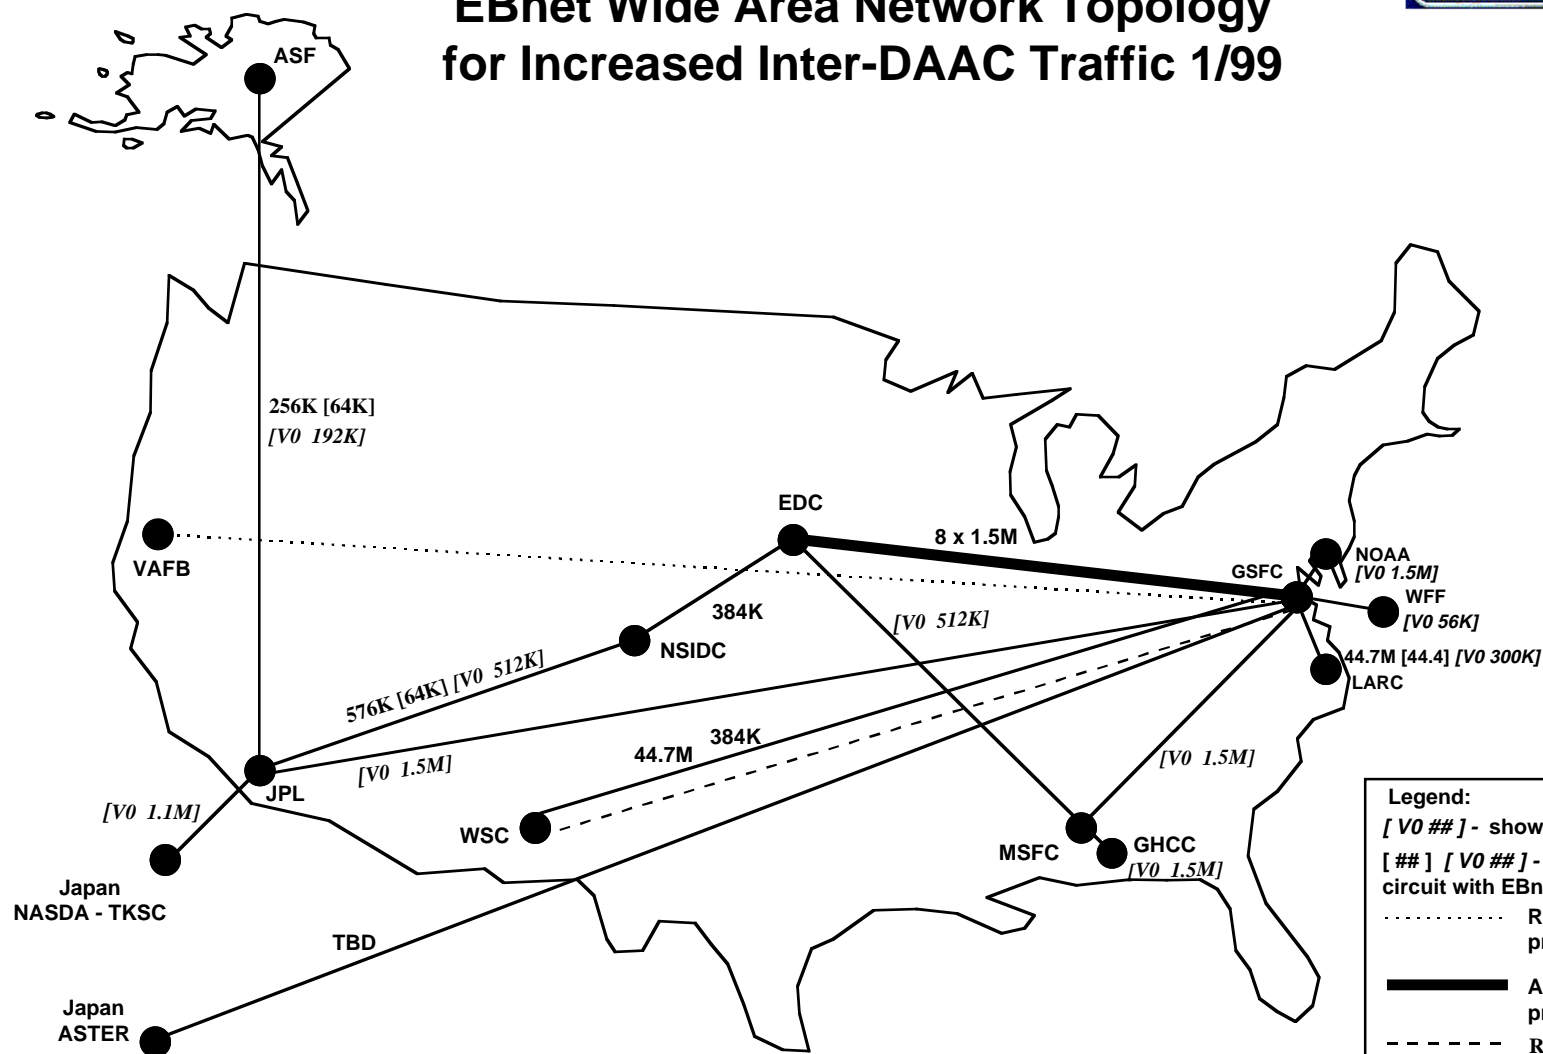 EBnet Wide Area Network Topology
for Increased Inter-DAAC Traffic 1/99
ASF
256K [64K]
[V0 192K]
EDC
8 x 1.5M
VAFB
GSFC
NOAA
[V0 1.5M]
WFF
[V0 56K]
384K
[V0 512K]
NSIDC
44.7M [44.4] [V0 300K]
LARC
576K [64K] [V0 512K]
44.7M
384K
[V0 1.5M]
[V0 1.5M]
JPL
[V0 1.1M]
WSC
MSFC
GHCC
[V0 1.5M]
Japan
NASDA - TKSC
TBD
Japan
ASTER
Legend:
[ V0 ## ] - show
[ ## ] [ V0 ## ] -
circuit with EBn
R
p
A
p
R